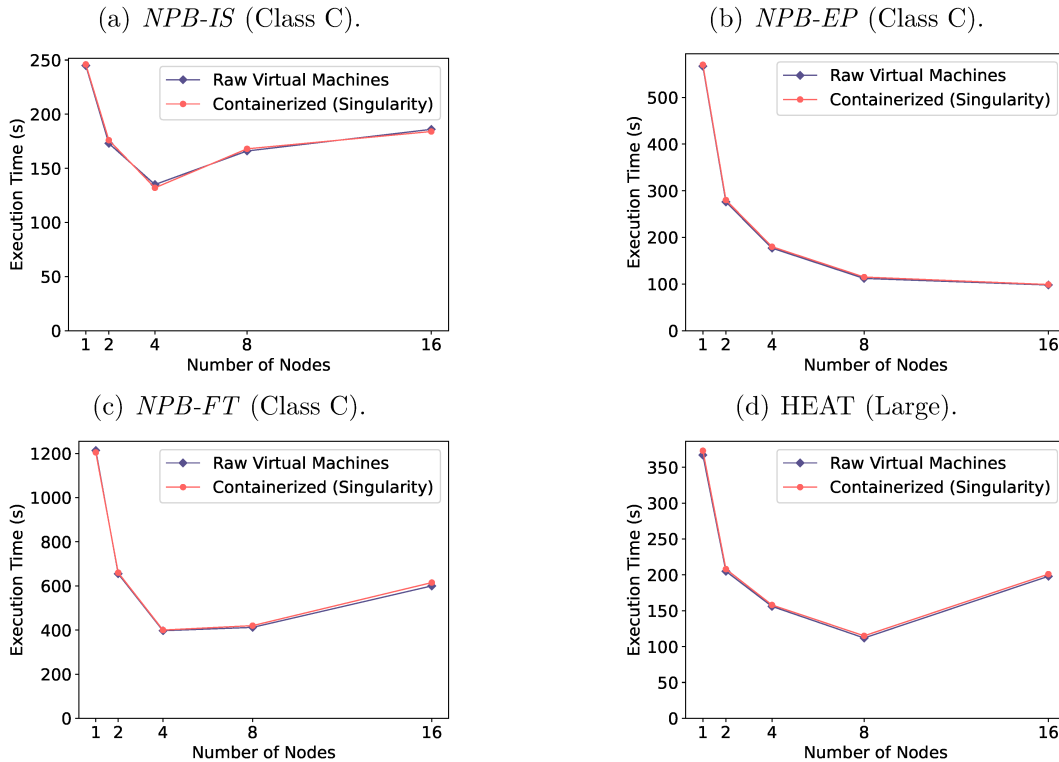 (a) NPB-IS (Class C).
250
200
150
100
50
0
Execution Time (s)
Raw Virtual Machines
Containerized (Singularity)
1 2 4 8 16
Number of Nodes
(b) NPB-EP (Class C).
500
400
300
200
100
0
Execution Time (s)
Raw Virtual Machines
Containerized (Singularity)
1 2 4 8 16
Number of Nodes
(c) NPB-FT (Class C).
1200
1000
800
600
400
200
0
Execution Time (s)
Raw Virtual Machines
Containerized (Singularity)
1 2 4 8 16
Number of Nodes
(d) HEAT (Large).
350
300
250
200
150
100
50
0
Execution Time (s)
Raw Virtual Machines
Containerized (Singularity)
1 2 4 8 16
Number of Nodes